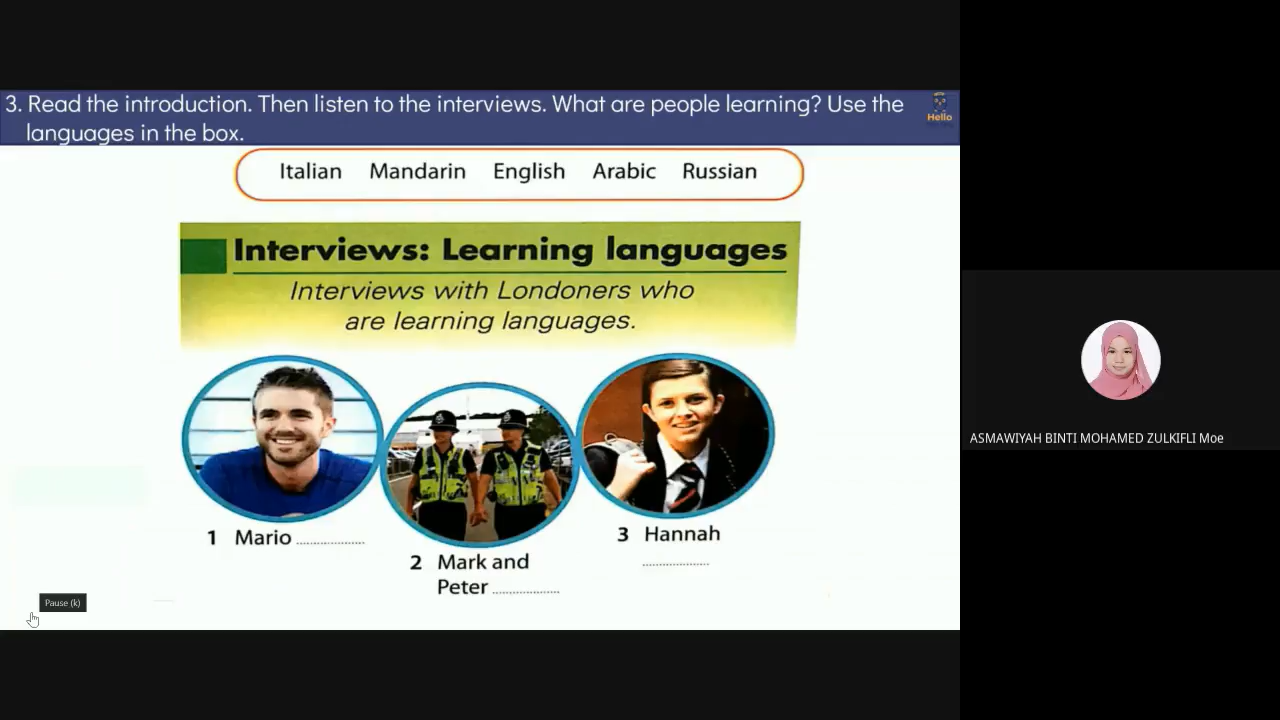 3. Read the introduction. Then listen to the interviews. What are people learning? Use the
languages in the box.
Hello
Italian Mandarin English Arabic Russian
Interviews: Learning languages
Interviews with Londoners who
are learning languages.
1 Mario ..................
2 Mark and
Peter ..................
3 Hannah
..................
Pause (k)
ASMAWIYAH BINTI MOHAMED ZULKIFLI Moe